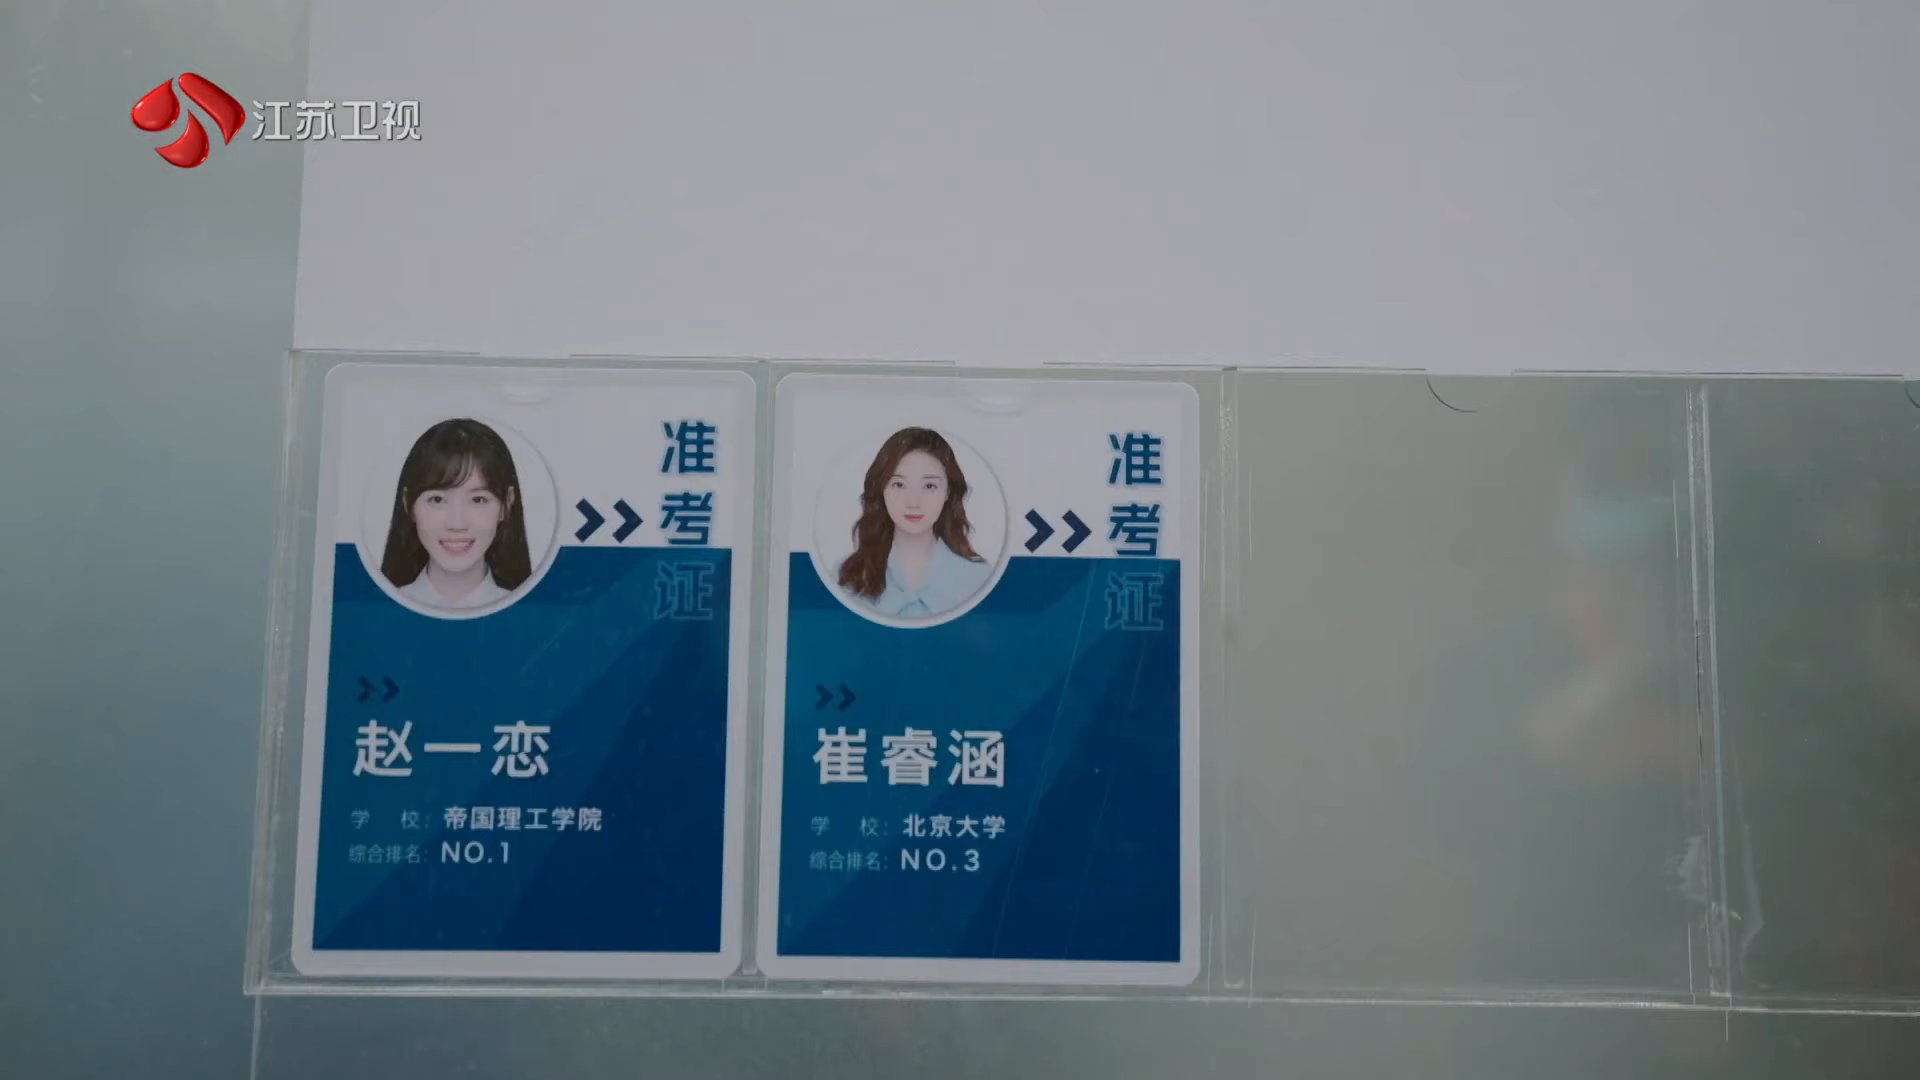 江苏卫视
准考证
赵一恋
学 校：帝国理工学院
综合排名：NO.1
准考证
崔睿涵
学 校：北京大学
综合排名：NO.3